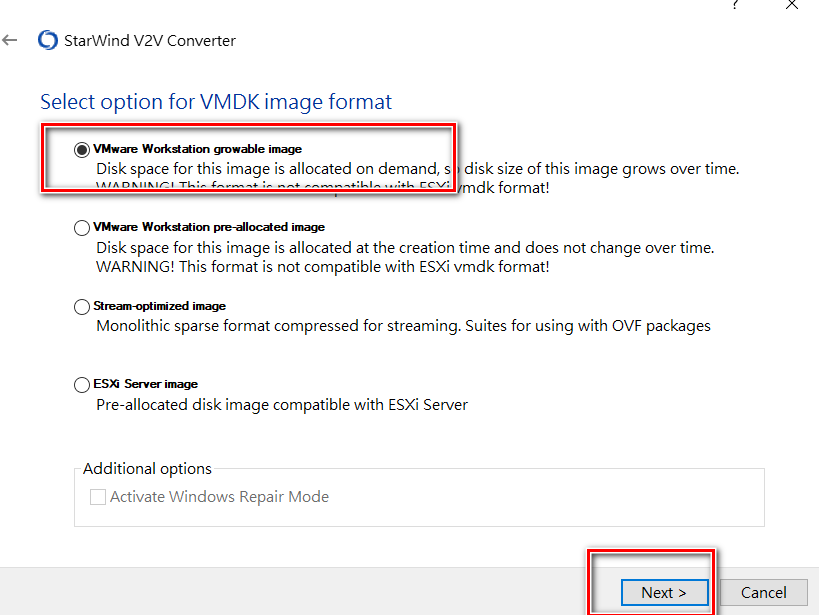 ?
StarWind V2V Converter
Select option for VMDK image format
VMware Workstation growable image
Disk space for this image is allocated on demand, so disk size of this image grows over time.
WARNING! This format is not compatible with ESXi vmdk format!
VMware Workstation pre-allocated image
Disk space for this image is allocated at the creation time and does not change over time.
WARNING! This format is not compatible with ESXi vmdk format!
Stream-optimized image
Monolithic sparse format compressed for streaming. Suites for using with OVF packages
ESXi Server image
Pre-allocated disk image compatible with ESXi Server
Additional options
Activate Windows Repair Mode
Next > Cancel